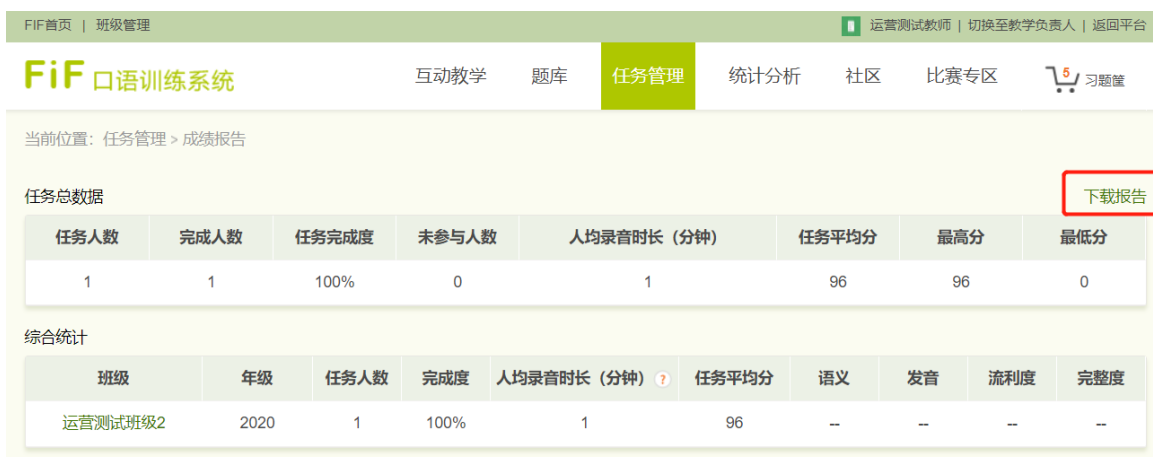 FIF首页 | 班级管理 运营测试教师 | 切换至教学负责人 | 返回平台
FiF 口语训练系统 互动教学 题库 任务管理 统计分析 社区 比赛专区 5 习题筐
当前位置：任务管理 > 成绩报告
任务总数据 下载报告
任务人数 完成人数 任务完成度 未参与人数 人均录音时长（分钟） 任务平均分 最高分 最低分
1 1 100% 0 1 96 96 0
综合统计
班级 年级 任务人数 完成度 人均录音时长（分钟） ? 任务平均分 语义 发音 流利度 完整度
运营测试班级2 2020 1 100% 1 96 -- -- -- --